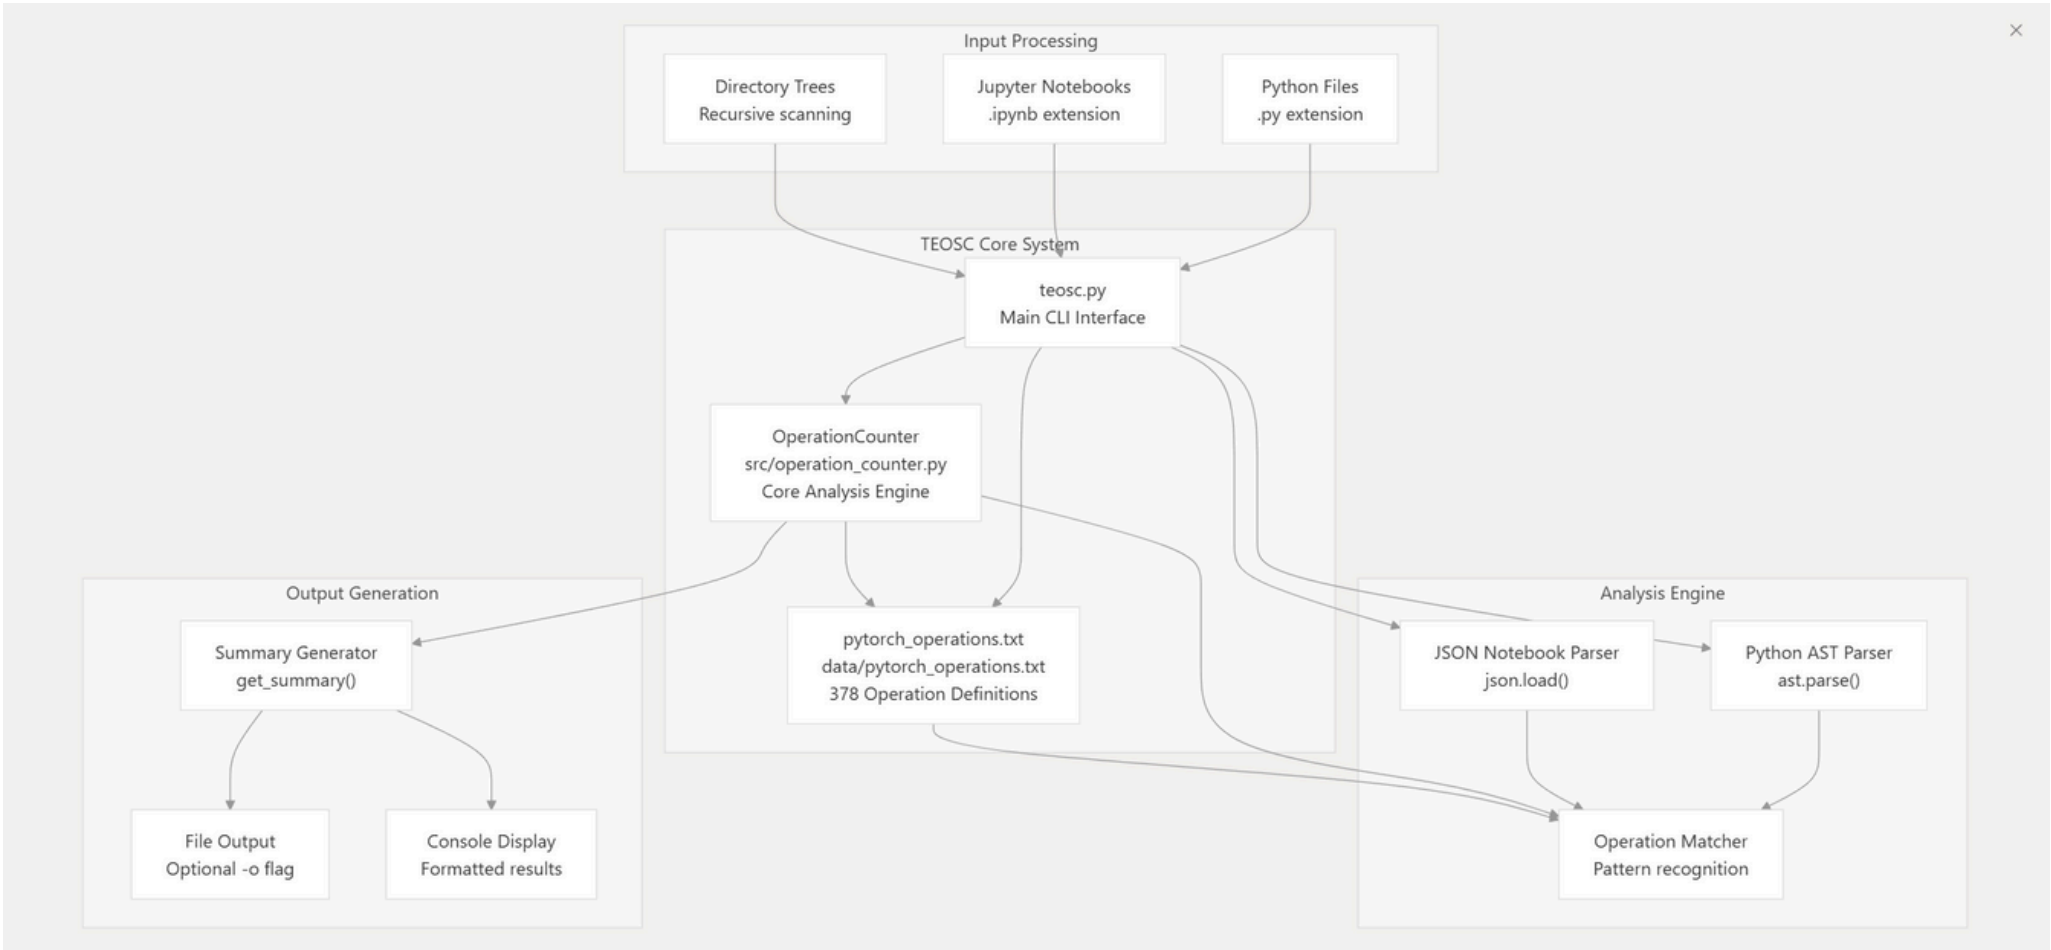 Input Processing
×
Directory Trees
Recursive scanning
Jupyter Notebooks
.ipynb extension
Python Files
.py extension
TEOSC Core System
teosc.py
Main CLI Interface
OperationCounter
src/operation_counter.py
Core Analysis Engine
pytorch_operations.txt
data/pytorch_operations.txt
378 Operation Definitions
Output Generation
Summary Generator
get_summary()
File Output
Optional -o flag
Console Display
Formatted results
Analysis Engine
JSON Notebook Parser
json.load()
Python AST Parser
ast.parse()
Operation Matcher
Pattern recognition